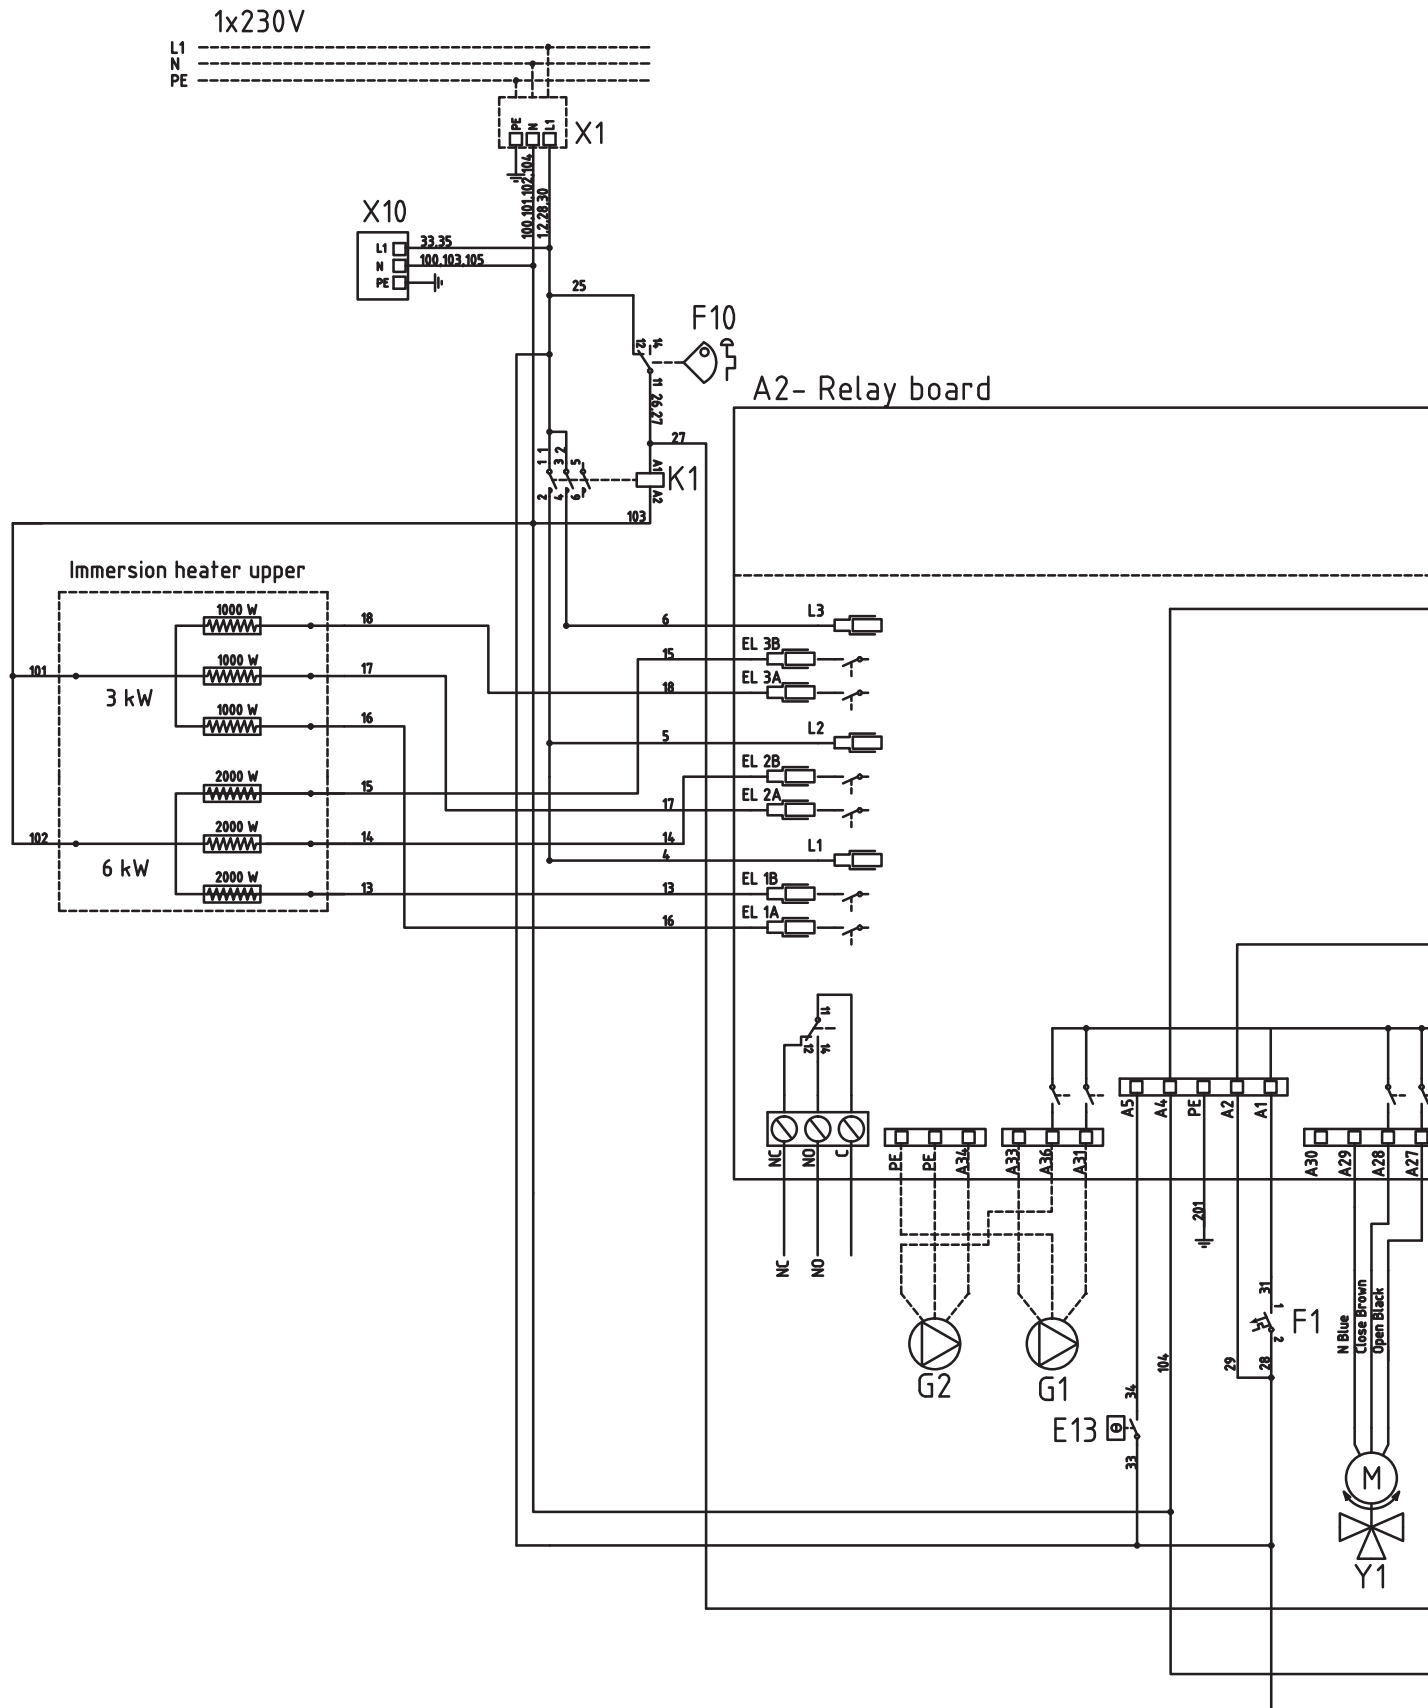 1x230V
L1
N
PE
PE
N
L1
X1
100,101,102,104
1,2,28,30
X10
L1
33,35
N
100,103,105
PE
25
F10
12
14
11
26,27
A2- Relay board
27
1 1
3 2
5
A1
K1
2
4
6
A2
103
Immersion heater upper
1000 W
18
6
L3
EL 3B
15
1000 W
17
101
EL 3A
18
3 kW
1000 W
16
L2
5
EL 2B
2000 W
15
EL 2A
17
2000 W
14
102
14
L1
4
6 kW
EL 1B
2000 W
13
13
EL 1A
16
11
12
14
A5
A4
PE
A2
A1
NC
NO
C
PE
PE
A34
A33
A36
A31
A30
A29
A28
A27
201
NC
NO
31
1
F1
2
N Blue
Close Brown
Open Black
104
29
28
G2
G1
34
E13
Θ
33
M
Y1